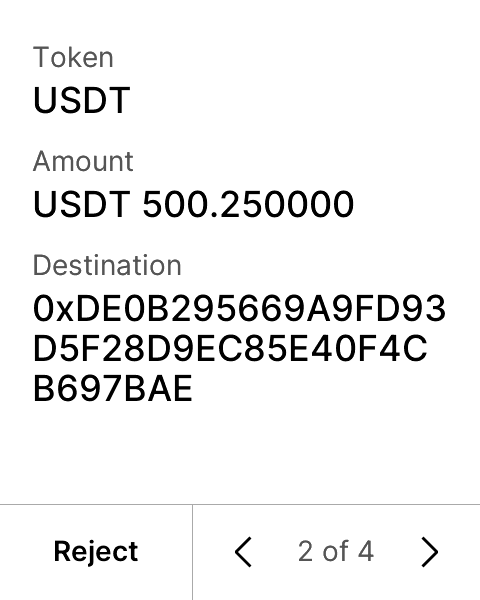 Token
USDT
Amount
USDT 500.250000
Destination
0xDE0B295669A9FD93
D5F28D9EC85E40F4C
B697BAE
Reject
2 of 4